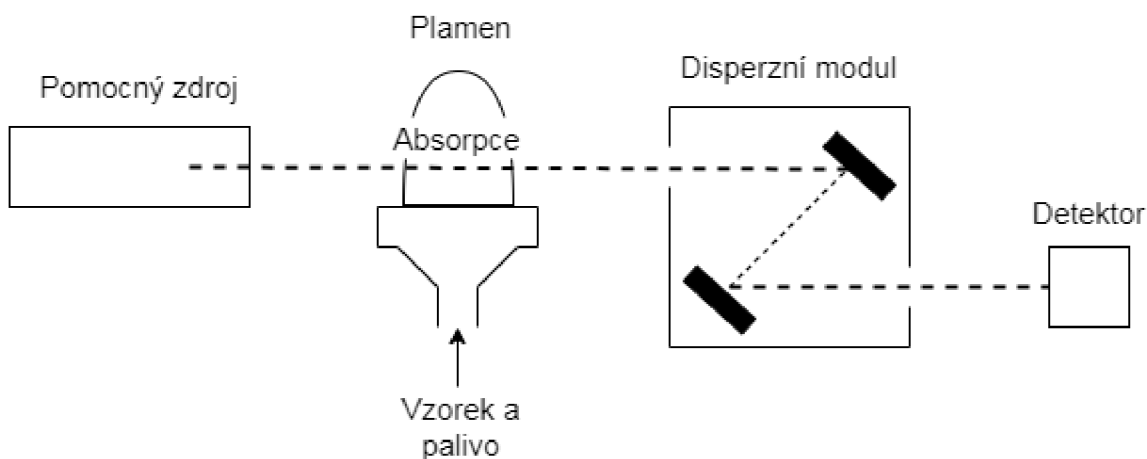 Plamen
Pomocný zdroj
Disperzní modul
Absorpce
Detektor
Vzorek a
palivo